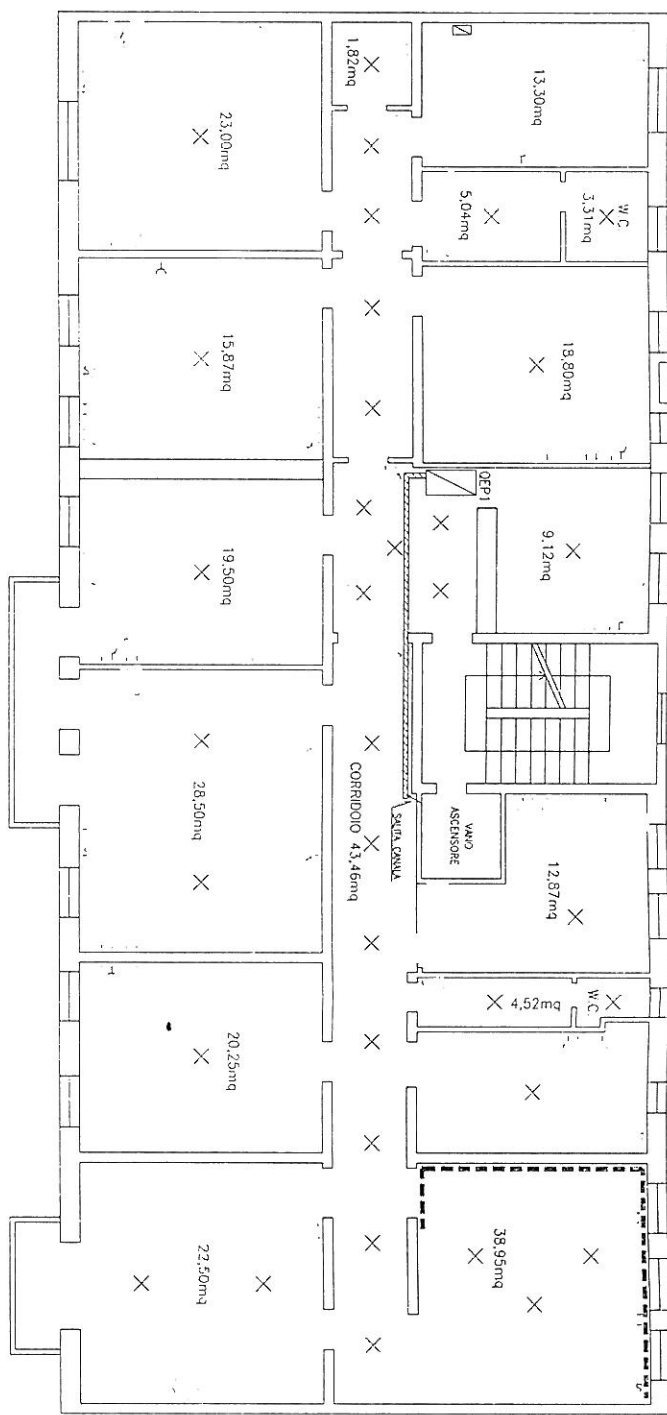 1,82mq
13,30mq
23,00mq
5,04mq
W.C.
3,31mq
15,87mq
18,80mq
QEP1
9.12mq
19,50mq
28,50mq
CORRIDOIO 43,46mq
SALITA CANALA
VANO
ASCENSORE
12,87mq
W.C.
4,52mq
20,25mq
22,50mq
38,95mq